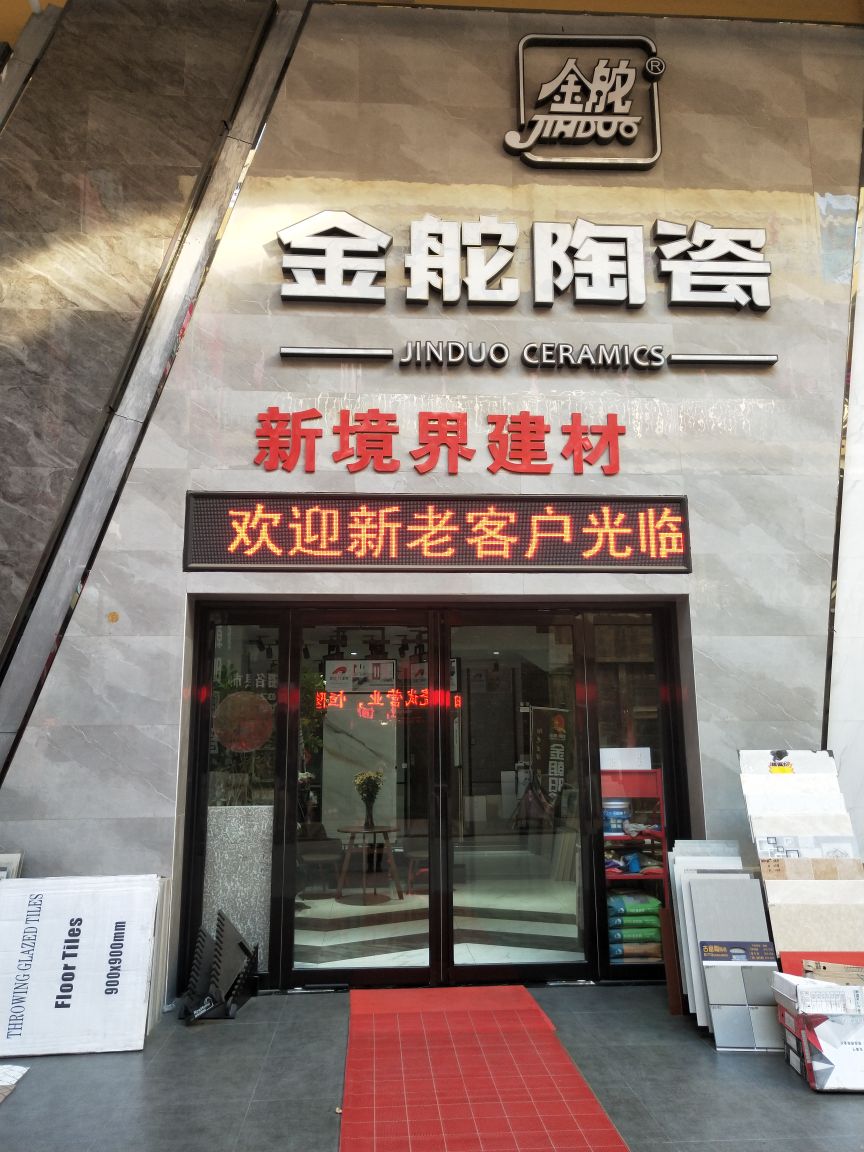 金舵®
JINDUO
金舵陶瓷
JINDUO CERAMICS
新境界建材
欢迎新老客户光临
THROWING GLAZED TILES
Floor Tiles
900x900mm